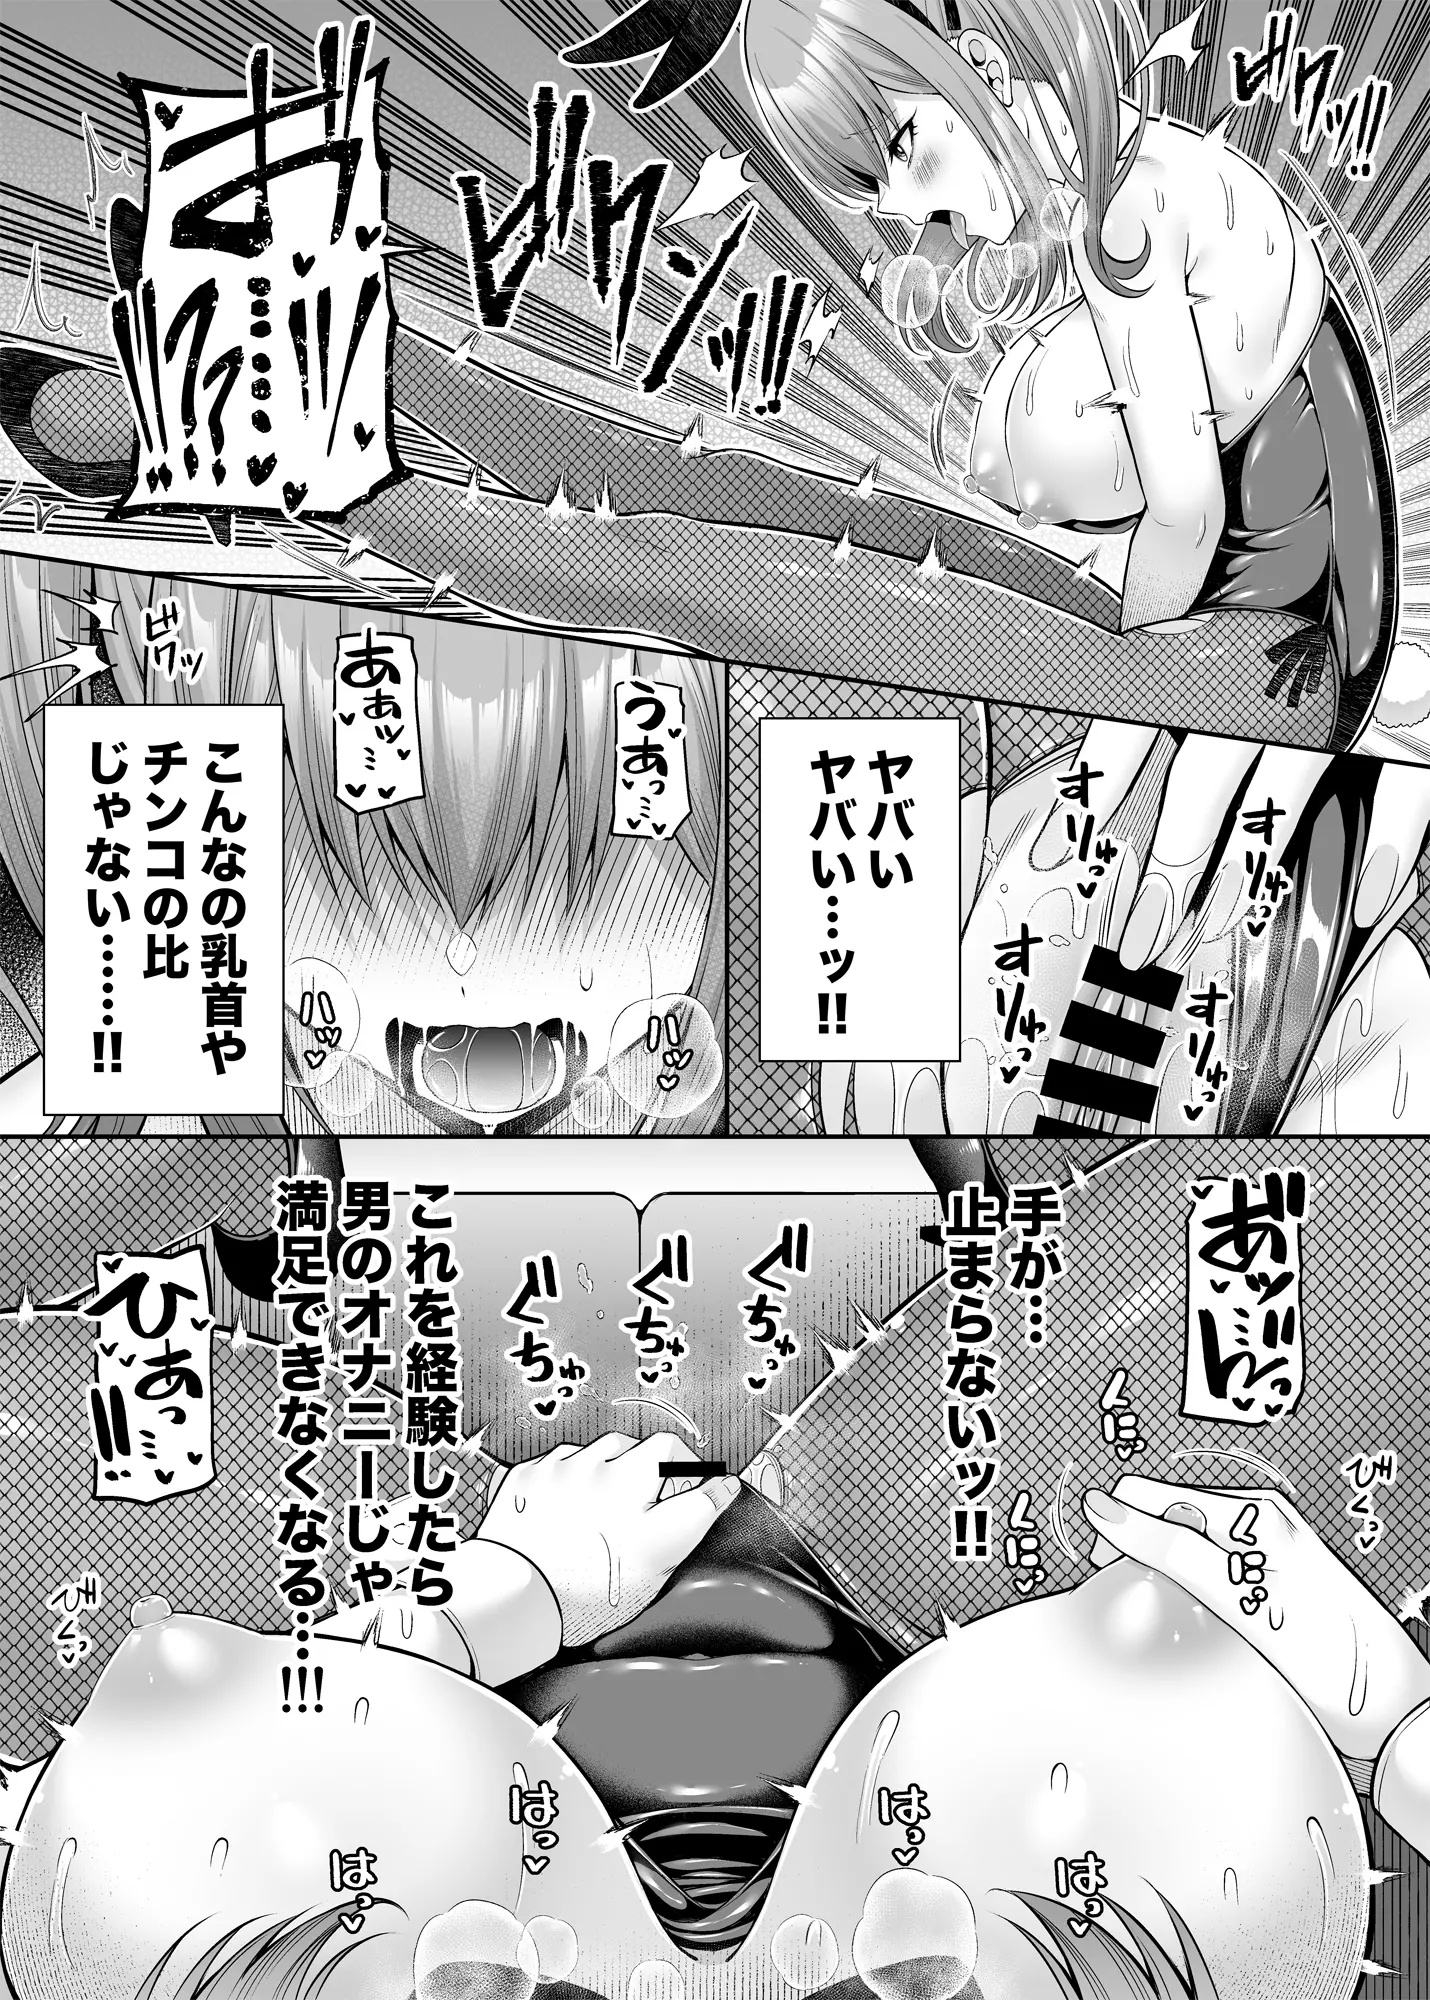 ビクッ!!
ビクンッ!!!
お゛
ッ……ッ!!??
ヤバい
ヤバい…ッ!!
すりゅっ
すりゅっ
すりゅっ
すりゅっ
うあっ…
あぁッ…
ビクッ
こんなの乳首や
チンコの比
じゃない……!!
ハァッ
ハァッ
あ゛ッ…
手が…
止まらないッ!!
ぐちゅっ
ぐちゅっ
ぐちゅっ
これを経験したら
男のオナニーじゃ
満足できなくなる…!!!
ひあっ…!!
くにっ
くにっ
くにっ
びくっ
びくっ
はっ
はっ
はっ
はっ